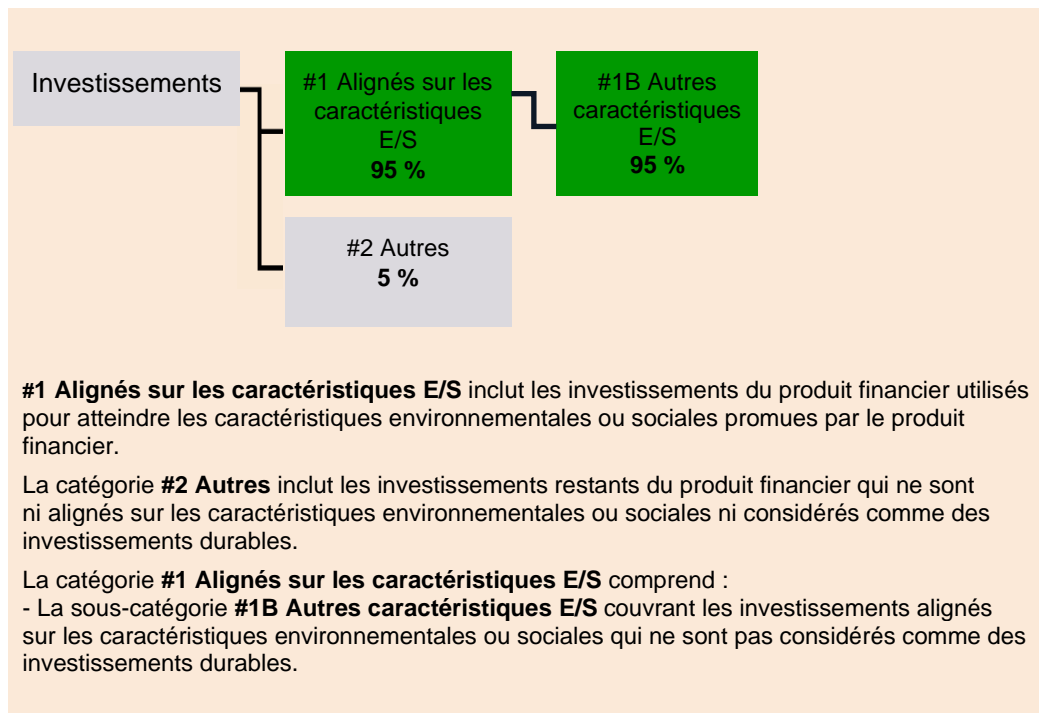 Investissements
#1 Alignés sur les
caractéristiques
E/S
95 %
#1B Autres
caractéristiques
E/S
95 %
#2 Autres
5 %
#1 Alignés sur les caractéristiques E/S inclut les investissements du produit financier utilisés
pour atteindre les caractéristiques environnementales ou sociales promues par le produit
financier.
La catégorie #2 Autres inclut les investissements restants du produit financier qui ne sont
ni alignés sur les caractéristiques environnementales ou sociales ni considérés comme des
investissements durables.
La catégorie #1 Alignés sur les caractéristiques E/S comprend :
- La sous-catégorie #1B Autres caractéristiques E/S couvrant les investissements alignés
sur les caractéristiques environnementales ou sociales qui ne sont pas considérés comme des
investissements durables.